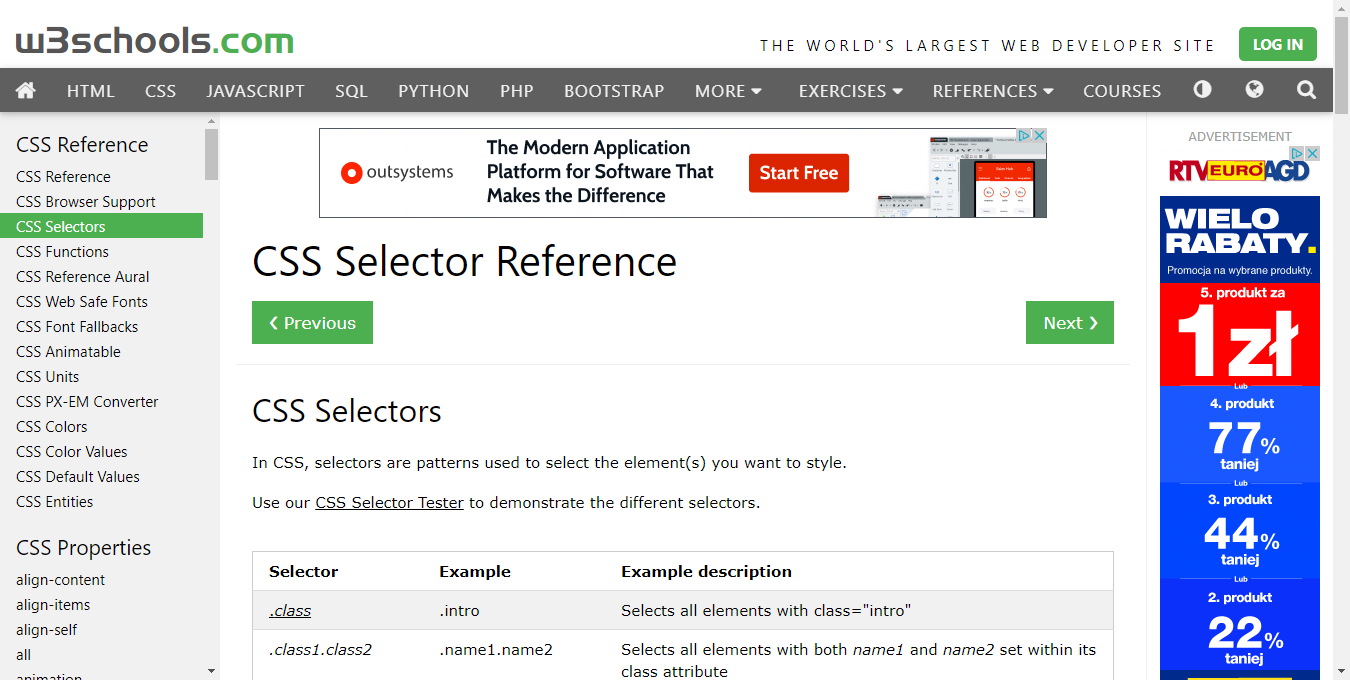 w3schools.com
THE WORLD'S LARGEST WEB DEVELOPER SITE
LOG IN
HTML CSS JAVASCRIPT SQL PYTHON PHP BOOTSTRAP MORE EXERCISES REFERENCES COURSES
CSS Reference
CSS Reference
CSS Browser Support
CSS Selectors
CSS Functions
CSS Reference Aural
CSS Web Safe Fonts
CSS Font Fallbacks
CSS Animatable
CSS Units
CSS PX-EM Converter
CSS Colors
CSS Color Values
CSS Default Values
CSS Entities
CSS Properties
align-content
align-items
align-self
all
animation
outsystems
The Modern Application
Platform for Software That
Makes the Difference
Start Free
CSS Selector Reference
❮ Previous
Next ❯
CSS Selectors
In CSS, selectors are patterns used to select the element(s) you want to style.
Use our CSS Selector Tester to demonstrate the different selectors.
Selector Example Example description
.class .intro Selects all elements with class="intro"
.class1.class2 .name1.name2 Selects all elements with both name1 and name2 set within its
class attribute
ADVERTISEMENT
RTV EURO AGD
WIELO
RABATY.
Promocja na wybrane produkty.
5. produkt za
1 zł
Lub
4. produkt
77%
taniej
Lub
3. produkt
44%
taniej
Lub
2. produkt
22%
taniej